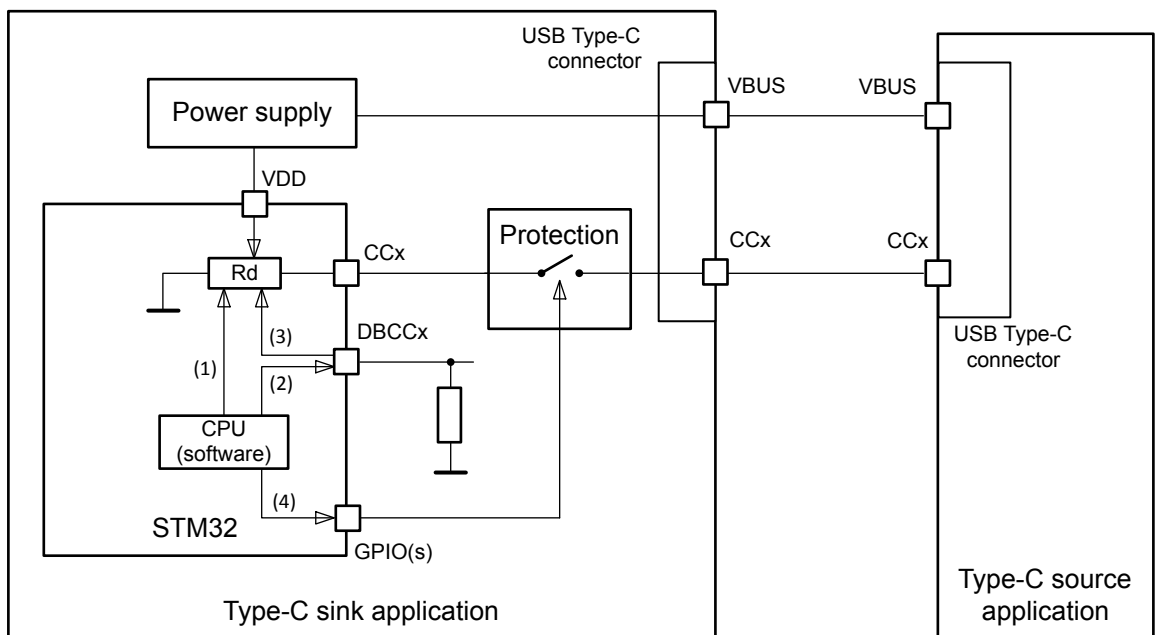 USB Type-C
connector
VBUS
VBUS
Power supply
VDD
Protection
CCx
CCx
CCx
Rd
DBCCx
(3)
(1)
(2)
USB Type-C
connector
CPU
(software)
(4)
STM32
GPIO(s)
Type-C sink application
Type-C source
application